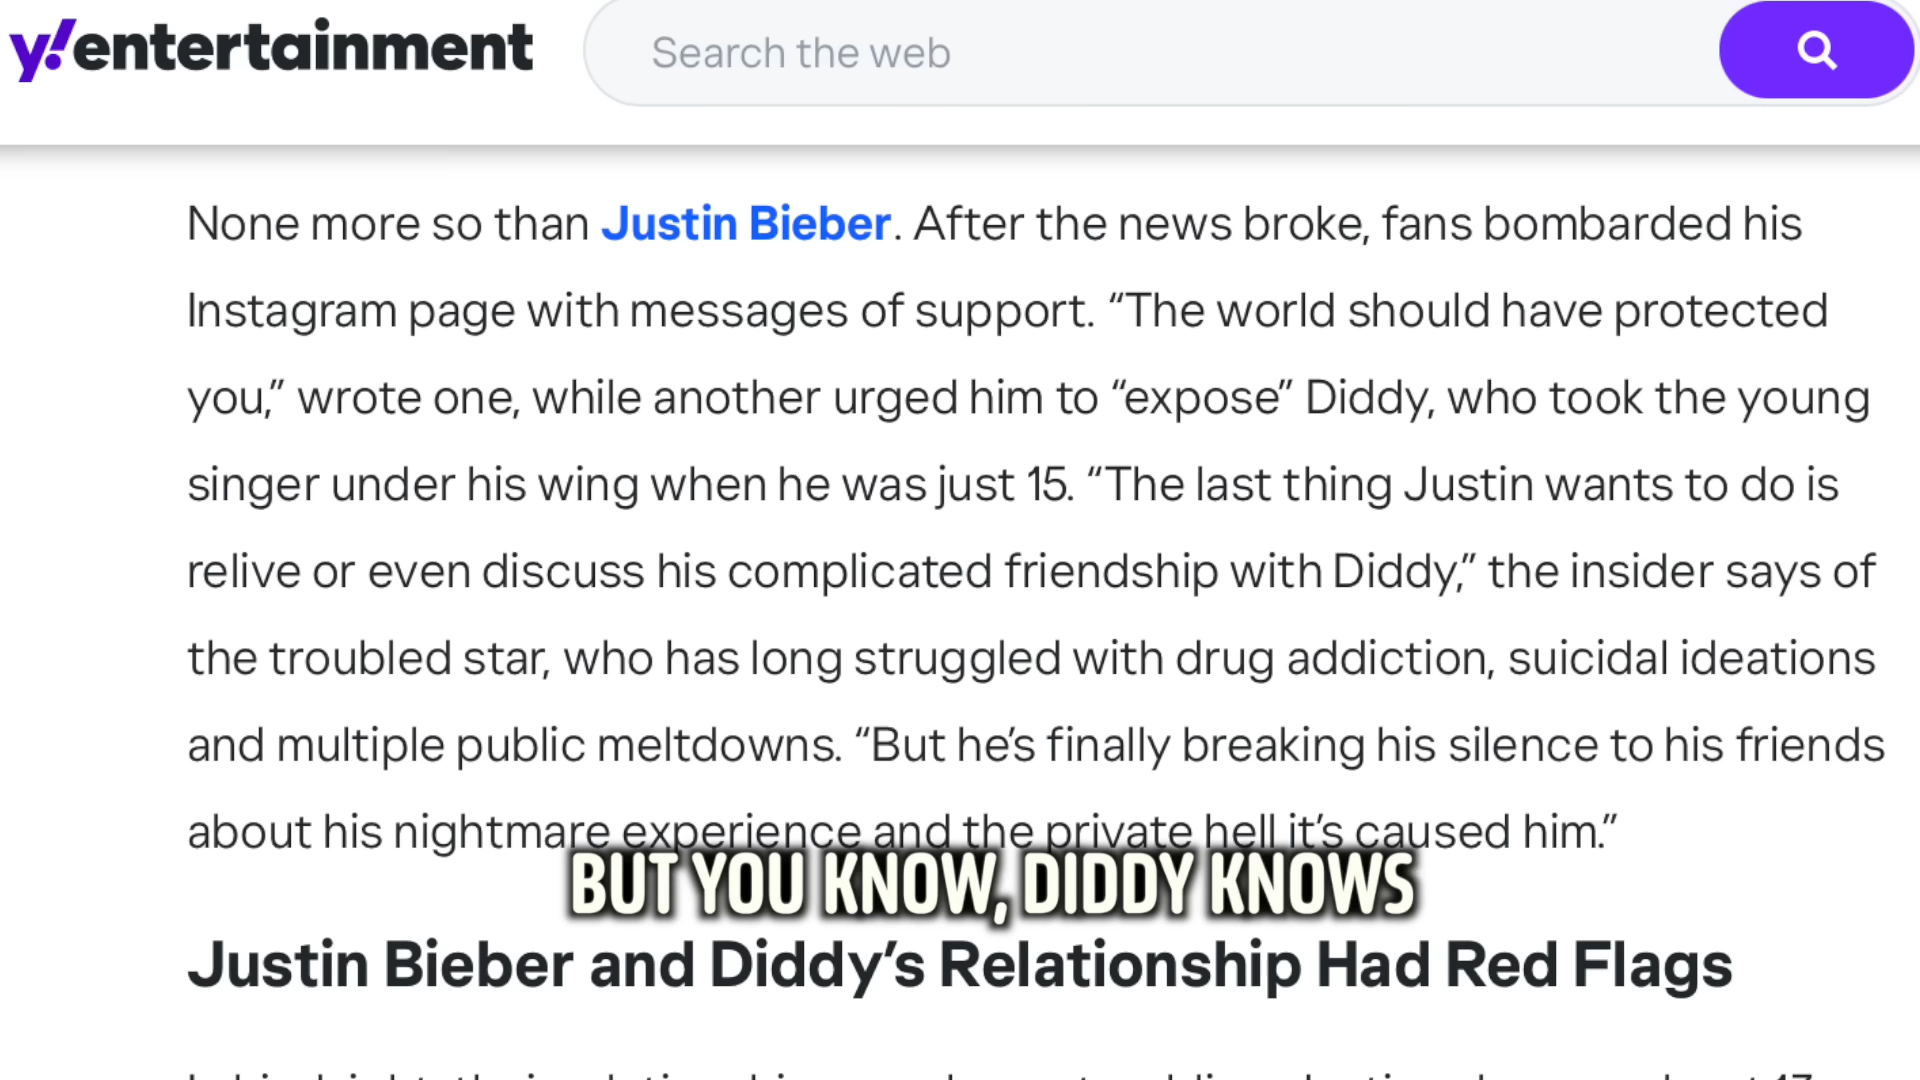 y!entertainment
Search the web
None more so than Justin Bieber. After the news broke, fans bombarded his
Instagram page with messages of support. “The world should have protected
you,” wrote one, while another urged him to “expose” Diddy, who took the young
singer under his wing when he was just 15. “The last thing Justin wants to do is
relive or even discuss his complicated friendship with Diddy,” the insider says of
the troubled star, who has long struggled with drug addiction, suicidal ideations
and multiple public meltdowns. “But he’s finally breaking his silence to his friends
about his nightmare experience and the private hell it’s caused him.”
BUT YOU KNOW, DIDDY KNOWS
Justin Bieber and Diddy’s Relationship Had Red Flags